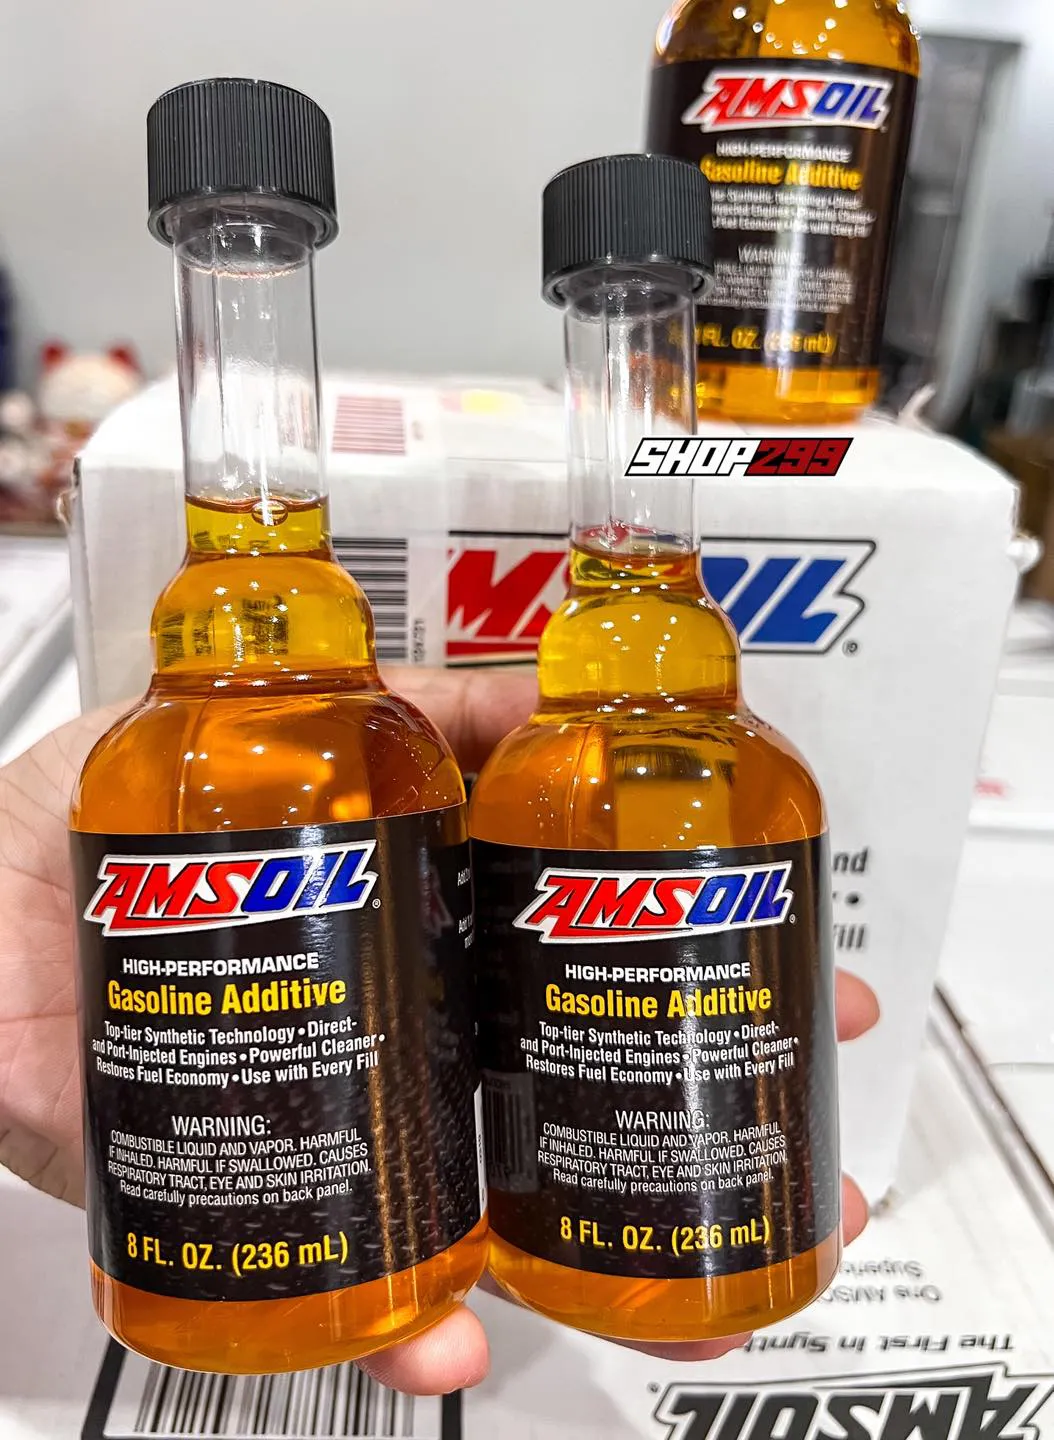 AMSOIL
HIGH-PERFORMANCE
Gasoline Additive
WARNING:
8 FL. OZ. (236 mL)
SHOP299
AMSOIL
®
AMSOIL®
HIGH-PERFORMANCE
Gasoline Additive
Top-tier Synthetic Technology • Direct-
and Port-Injected Engines • Powerful Cleaner •
Restores Fuel Economy • Use with Every Fill
WARNING:
COMBUSTIBLE LIQUID AND VAPOR. HARMFUL
IF INHALED. HARMFUL IF SWALLOWED. CAUSES
RESPIRATORY TRACT, EYE AND SKIN IRRITATION.
Read carefully precautions on back panel.
8 FL. OZ. (236 mL)
AMSOIL®
HIGH-PERFORMANCE
Gasoline Additive
Top-tier Synthetic Technology • Direct-
and Port-Injected Engines • Powerful Cleaner •
Restores Fuel Economy • Use with Every Fill
WARNING:
COMBUSTIBLE LIQUID AND VAPOR. HARMFUL
IF INHALED. HARMFUL IF SWALLOWED. CAUSES
RESPIRATORY TRACT, EYE AND SKIN IRRITATION.
Read carefully precautions on back panel.
8 FL. OZ. (236 mL)
AMSOIL®
The First in Synth